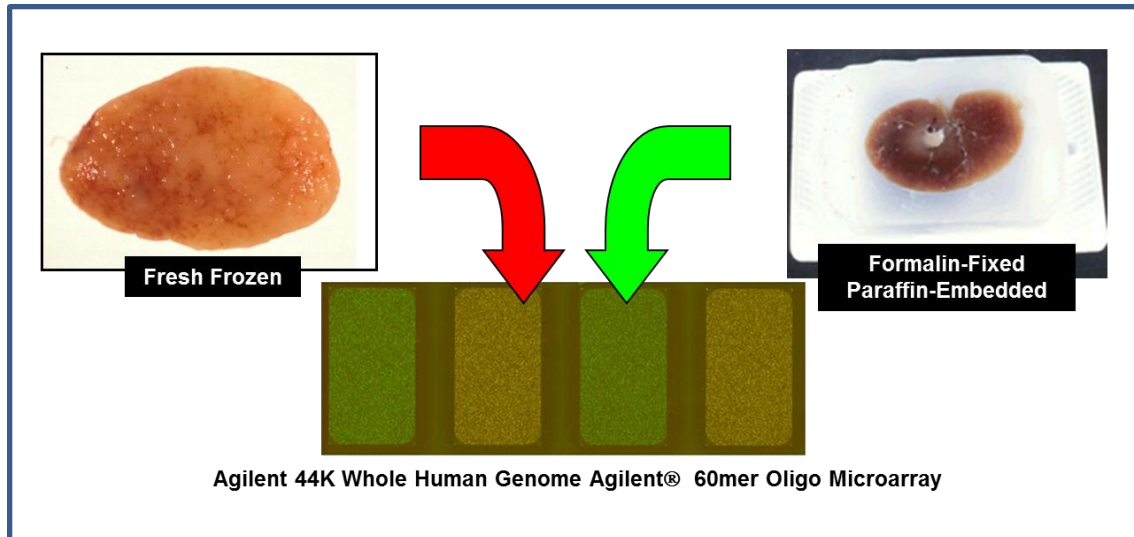 Fresh Frozen
Formalin-Fixed
Paraffin-Embedded
Agilent 44K Whole Human Genome Agilent® 60mer Oligo Microarray